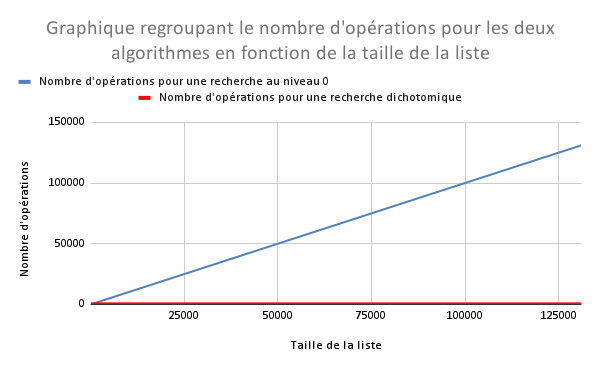 Graphique regroupant le nombre d'opérations pour les deux
algorithmes en fonction de la taille de la liste
Nombre d'opérations pour une recherche au niveau 0
Nombre d'opérations pour une recherche dichotomique
150000
100000
50000
0
Nombre d'opérations
25000 50000 75000 100000 125000
Taille de la liste